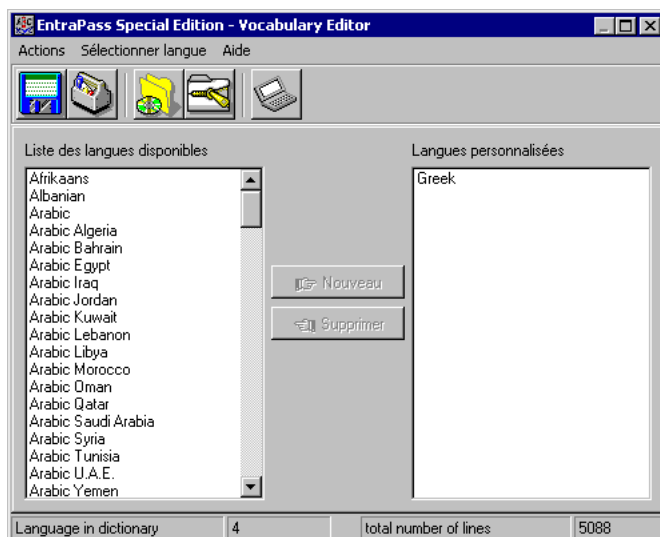 EntraPass Special Edition - Vocabulary Editor
Actions Sélectionner langue Aide
Liste des langues disponibles
Langues personnalisées
Afrikaans
Albanian
Arabic
Arabic Algeria
Arabic Bahrain
Arabic Egypt
Arabic Iraq
Arabic Jordan
Arabic Kuwait
Arabic Lebanon
Arabic Libya
Arabic Morocco
Arabic Oman
Arabic Qatar
Arabic Saudi Arabia
Arabic Syria
Arabic Tunisia
Arabic U.A.E.
Arabic Yemen
Nouveau
Supprimer
Greek
Language in dictionary 4 total number of lines 5088